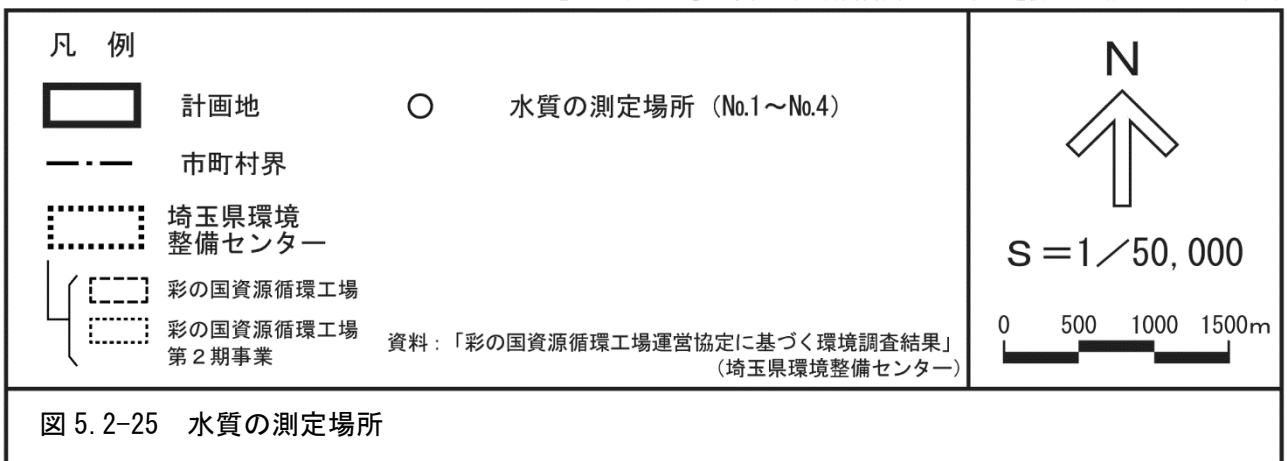 凡　例
計画地
○　水質の測定場所（№1～№4）
市町村界
埼玉県環境
整備センター
彩の国資源循環工場
彩の国資源循環工場
第２期事業
資料：「彩の国資源循環工場運営協定に基づく環境調査結果」
（埼玉県環境整備センター）
N
S＝1／50,000
0　500　1000　1500m
図 5.2-25　水質の測定場所